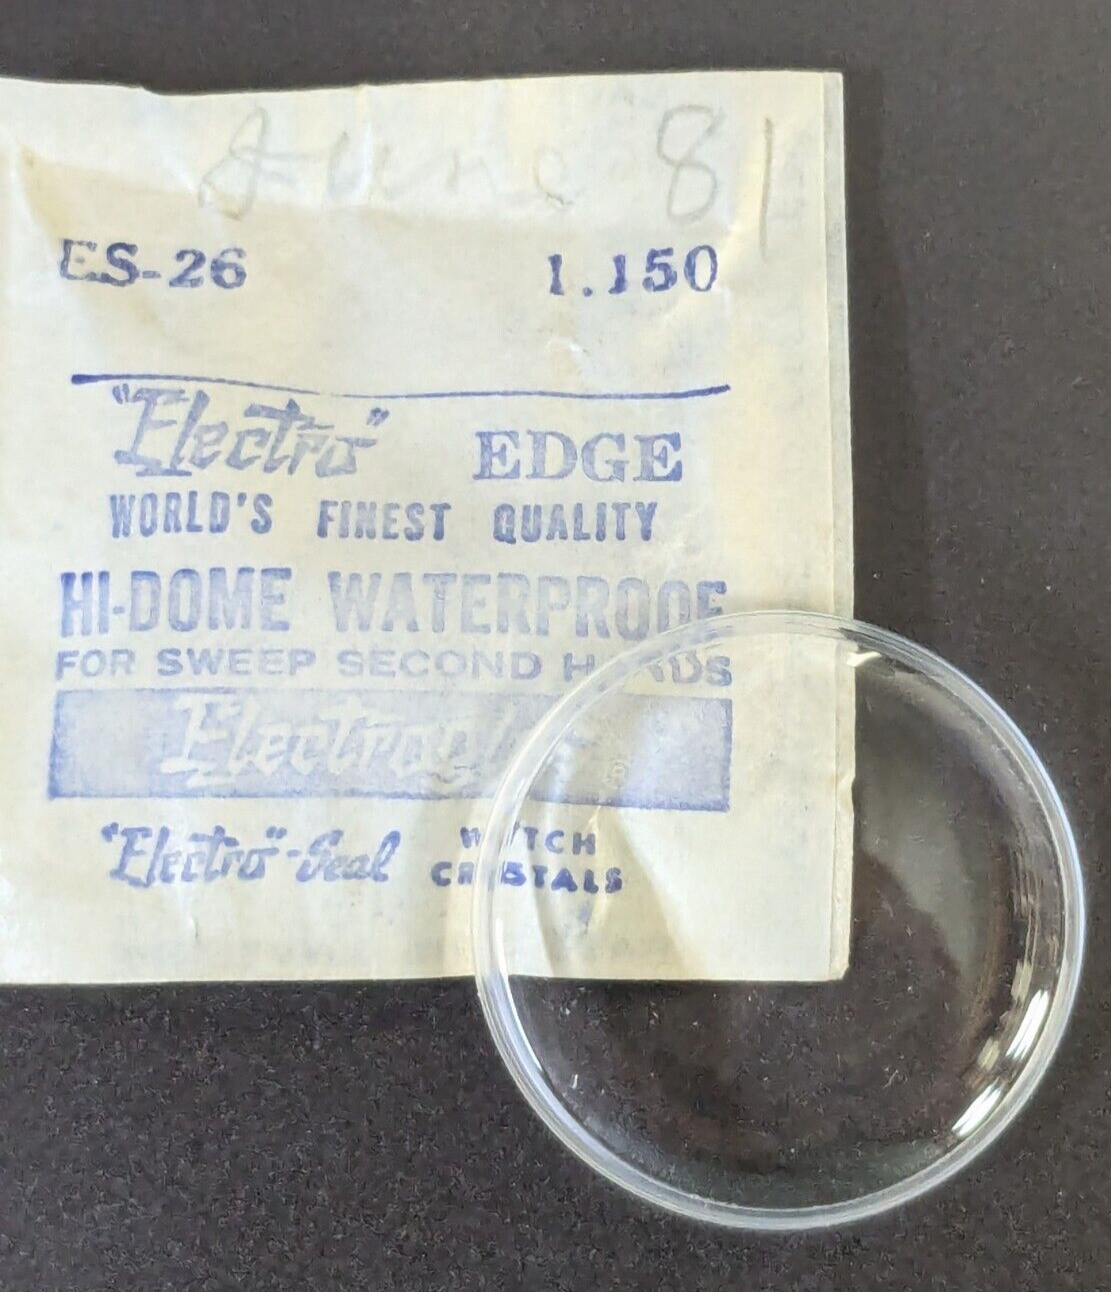 June 81
ES-26 1.150
"Electro" EDGE
WORLD'S FINEST QUALITY
HI-DOME WATERPROOF
FOR SWEEP SECOND HANDS
"Electro"-Seal WATCH CRYSTALS